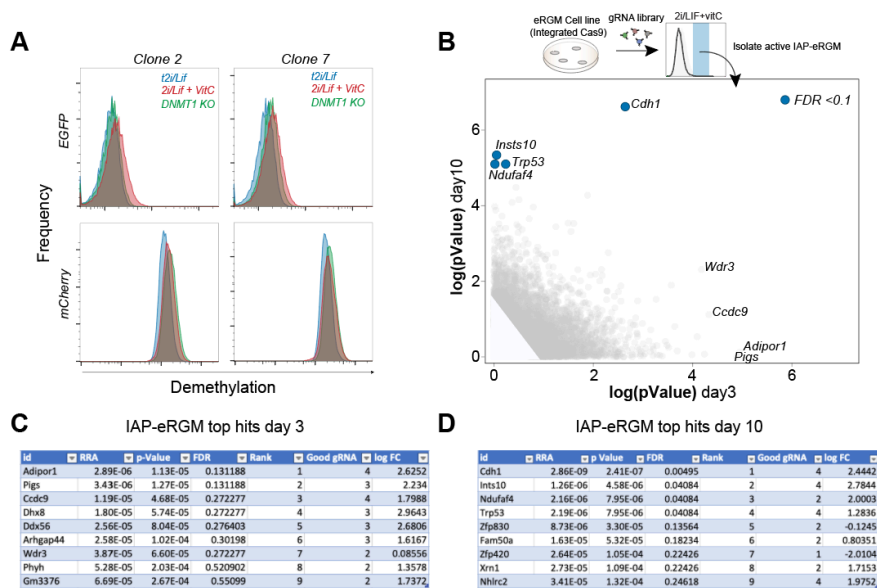 A
Clone 2
Clone 7
t2i/Lif
2i/Lif + VitC
DNMT1 KO
t2i/Lif
2i/Lif + VitC
DNMT1 KO
EGFP
mCherry
Frequency
Demethylation
B
eRGM Cell line
(Integrated Cas9)
gRNA library
2i/LIF+vitC
Isolate active IAP-eRGM
Cdh1
FDR <0.1
Insts10
Trp53
Ndufaf4
Wdr3
Ccdc9
Adipor1
Pigs
log(pValue) day10
6
4
2
0
0
2
4
6
log(pValue) day3
C
IAP-eRGM top hits day 3
id RRA p-Value FDR Rank Good gRNA log FC
Adipor1 2.89E-06 1.13E-05 0.131188 1 4 2.6252
Pigs 3.43E-06 1.27E-05 0.131188 2 3 2.234
Ccdc9 1.19E-05 4.68E-05 0.272277 3 4 1.7988
Dhx8 1.80E-05 5.74E-05 0.272277 4 3 2.9643
Ddx56 2.56E-05 8.04E-05 0.276403 5 3 2.6806
Arhgap44 2.58E-05 1.02E-04 0.30198 6 3 1.6167
Wdr3 3.87E-05 6.60E-05 0.272277 7 2 0.08556
Phyh 5.28E-05 2.03E-04 0.520902 8 2 1.3578
Gm3376 6.69E-05 2.67E-04 0.55099 9 4 1.7372
D
IAP-eRGM top hits day 10
id RRA p Value FDR Rank Good gRNA log FC
Cdh1 2.86E-09 2.41E-07 0.00495 1 4 2.4442
Ints10 1.26E-06 4.58E-06 0.04084 2 4 2.7844
Ndufaf4 2.16E-06 7.95E-06 0.04084 3 2 2.0003
Trp53 2.19E-06 7.95E-06 0.04084 4 4 1.2836
Zfp830 8.73E-06 3.30E-05 0.13564 5 2 -0.1245
Fam50a 1.63E-05 5.32E-05 0.18234 6 2 0.80351
Zfp420 2.64E-05 1.05E-04 0.22426 7 1 -2.0104
Xrn1 2.73E-05 1.09E-04 0.22426 8 2 1.7153
Nhlrc2 3.41E-05 1.32E-04 0.24618 9 4 1.9752